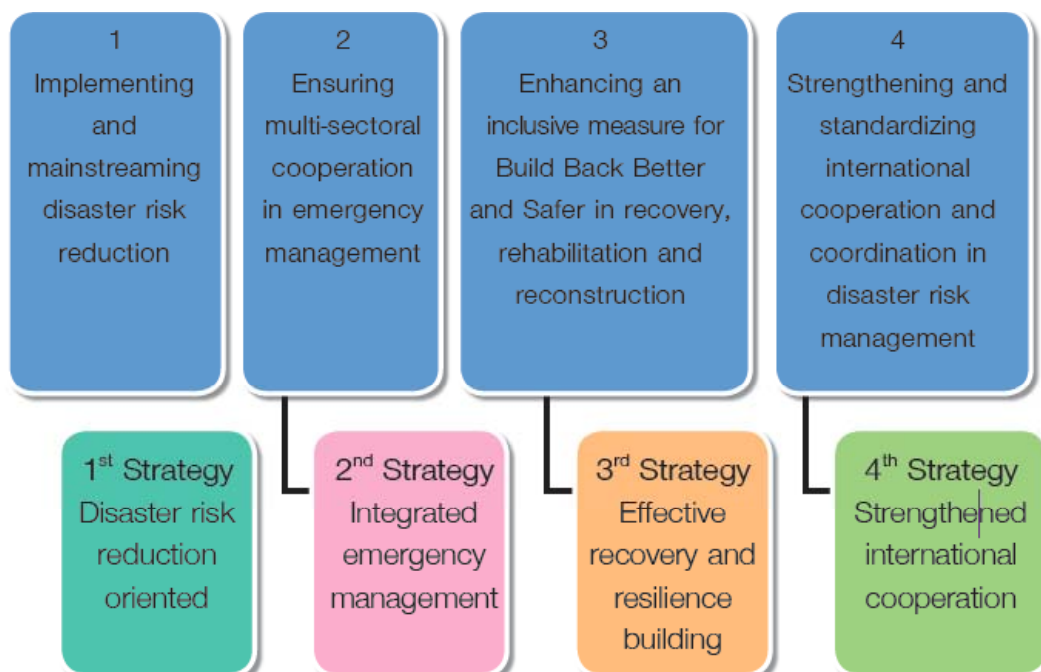 1
Implementing
and
mainstreaming
disaster risk
reduction
2
Ensuring
multi-sectoral
cooperation
in emergency
management
3
Enhancing an
inclusive measure for
Build Back Better
and Safer in recovery,
rehabilitation and
reconstruction
4
Strengthening and
standardizing
international
cooperation and
coordination in
disaster risk
management
1st Strategy
Disaster risk
reduction
oriented
2nd Strategy
Integrated
emergency
management
3rd Strategy
Effective
recovery and
resilience
building
4th Strategy
Strengthened
international
cooperation